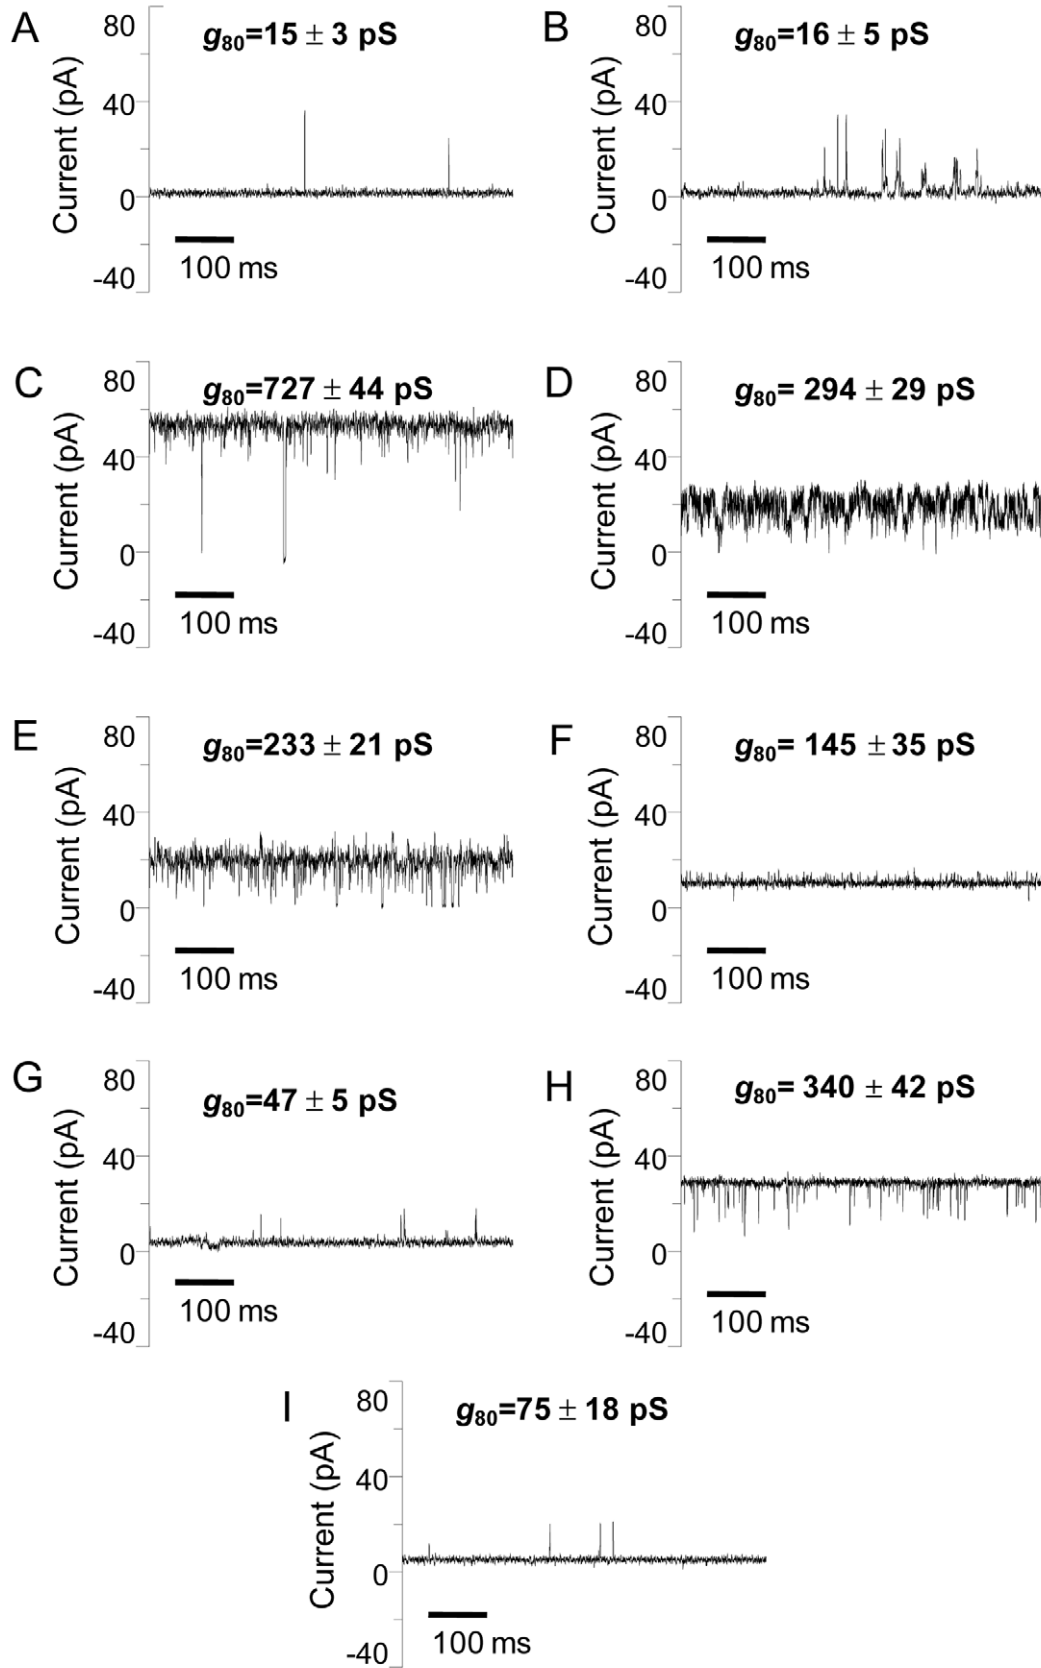 A
g80=15 ± 3 pS
Current (pA)
80
40
0
-40
100 ms
B
g80=16 ± 5 pS
Current (pA)
80
40
0
-40
100 ms
C
g80=727 ± 44 pS
Current (pA)
80
40
0
-40
100 ms
D
g80= 294 ± 29 pS
Current (pA)
80
40
0
-40
100 ms
E
g80=233 ± 21 pS
Current (pA)
80
40
0
-40
100 ms
F
g80= 145 ± 35 pS
Current (pA)
80
40
0
-40
100 ms
G
g80=47 ± 5 pS
Current (pA)
80
40
0
-40
100 ms
H
g80= 340 ± 42 pS
Current (pA)
80
40
0
-40
100 ms
I
g80=75 ± 18 pS
Current (pA)
80
40
0
-40
100 ms